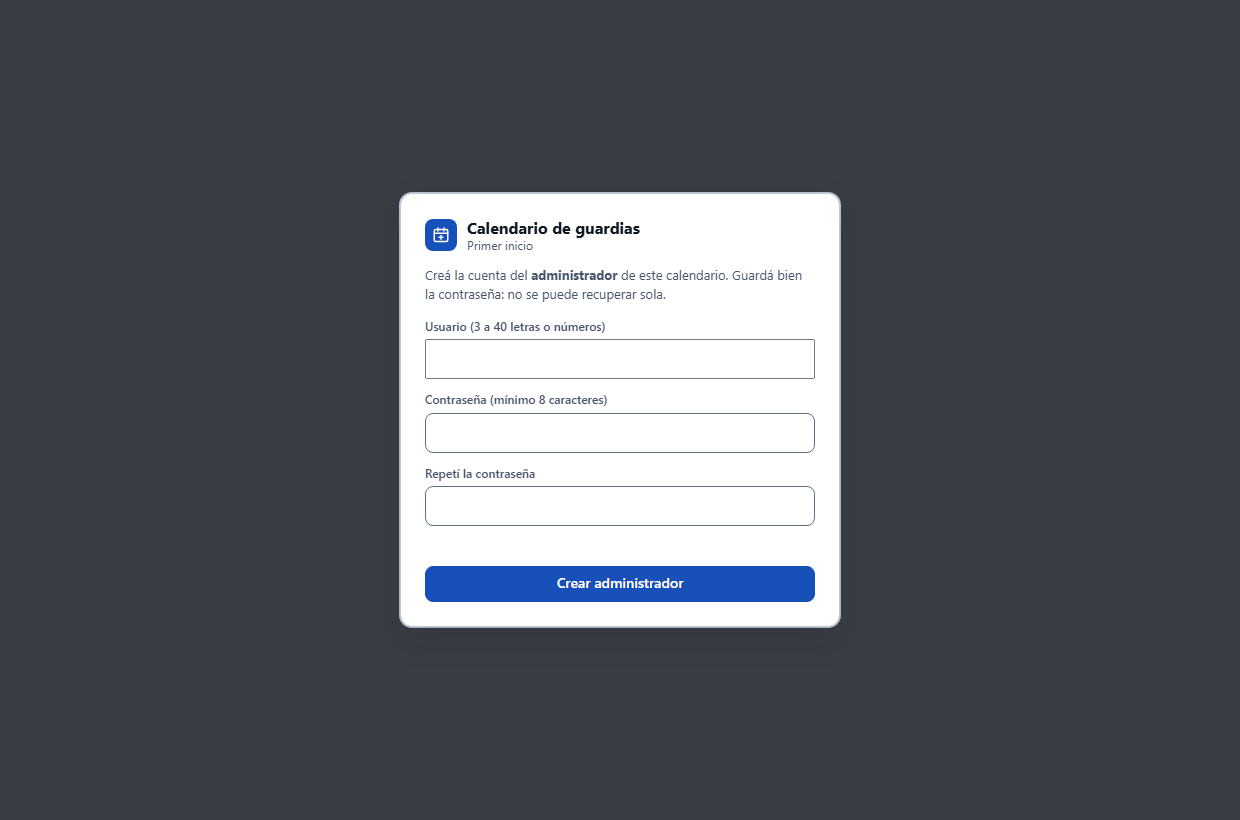 Calendario de guardias
Primer inicio
Creá la cuenta del administrador de este calendario. Guardá bien
la contraseña: no se puede recuperar sola.
Usuario (3 a 40 letras o números)
Contraseña (mínimo 8 caracteres)
Repetí la contraseña
Crear administrador